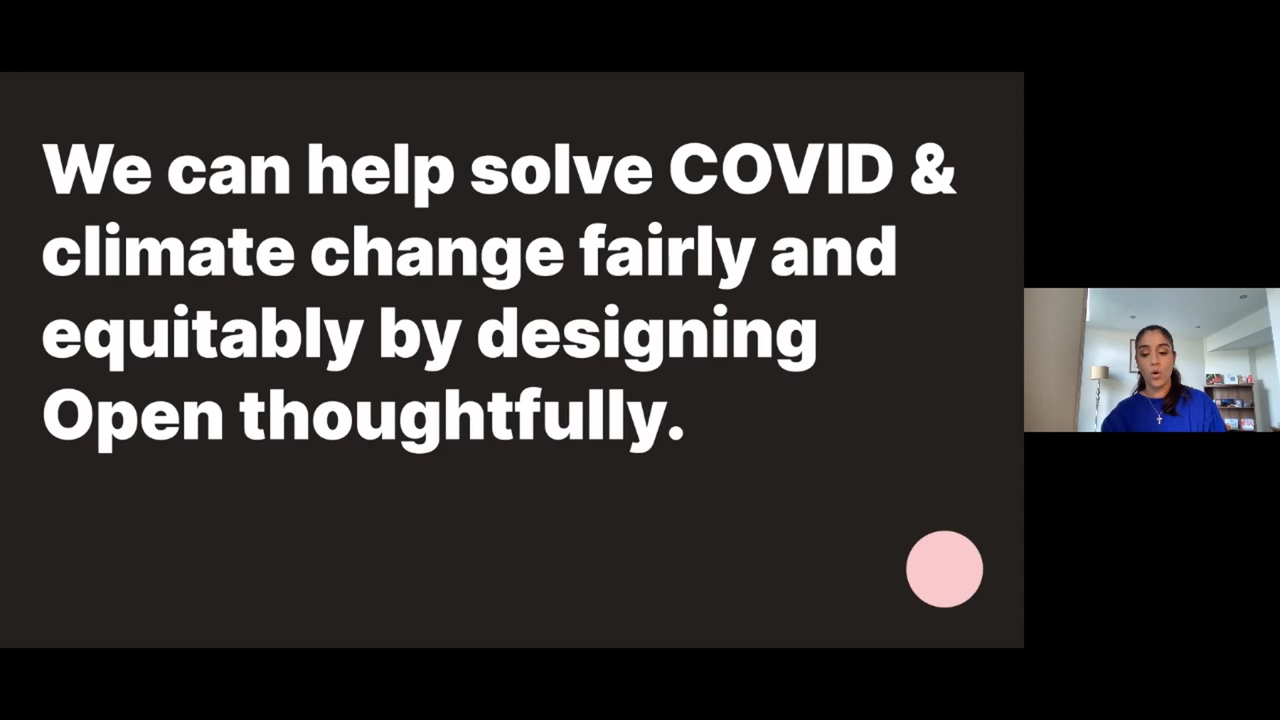 We can help solve COVID &
climate change fairly and
equitably by designing
Open thoughtfully.